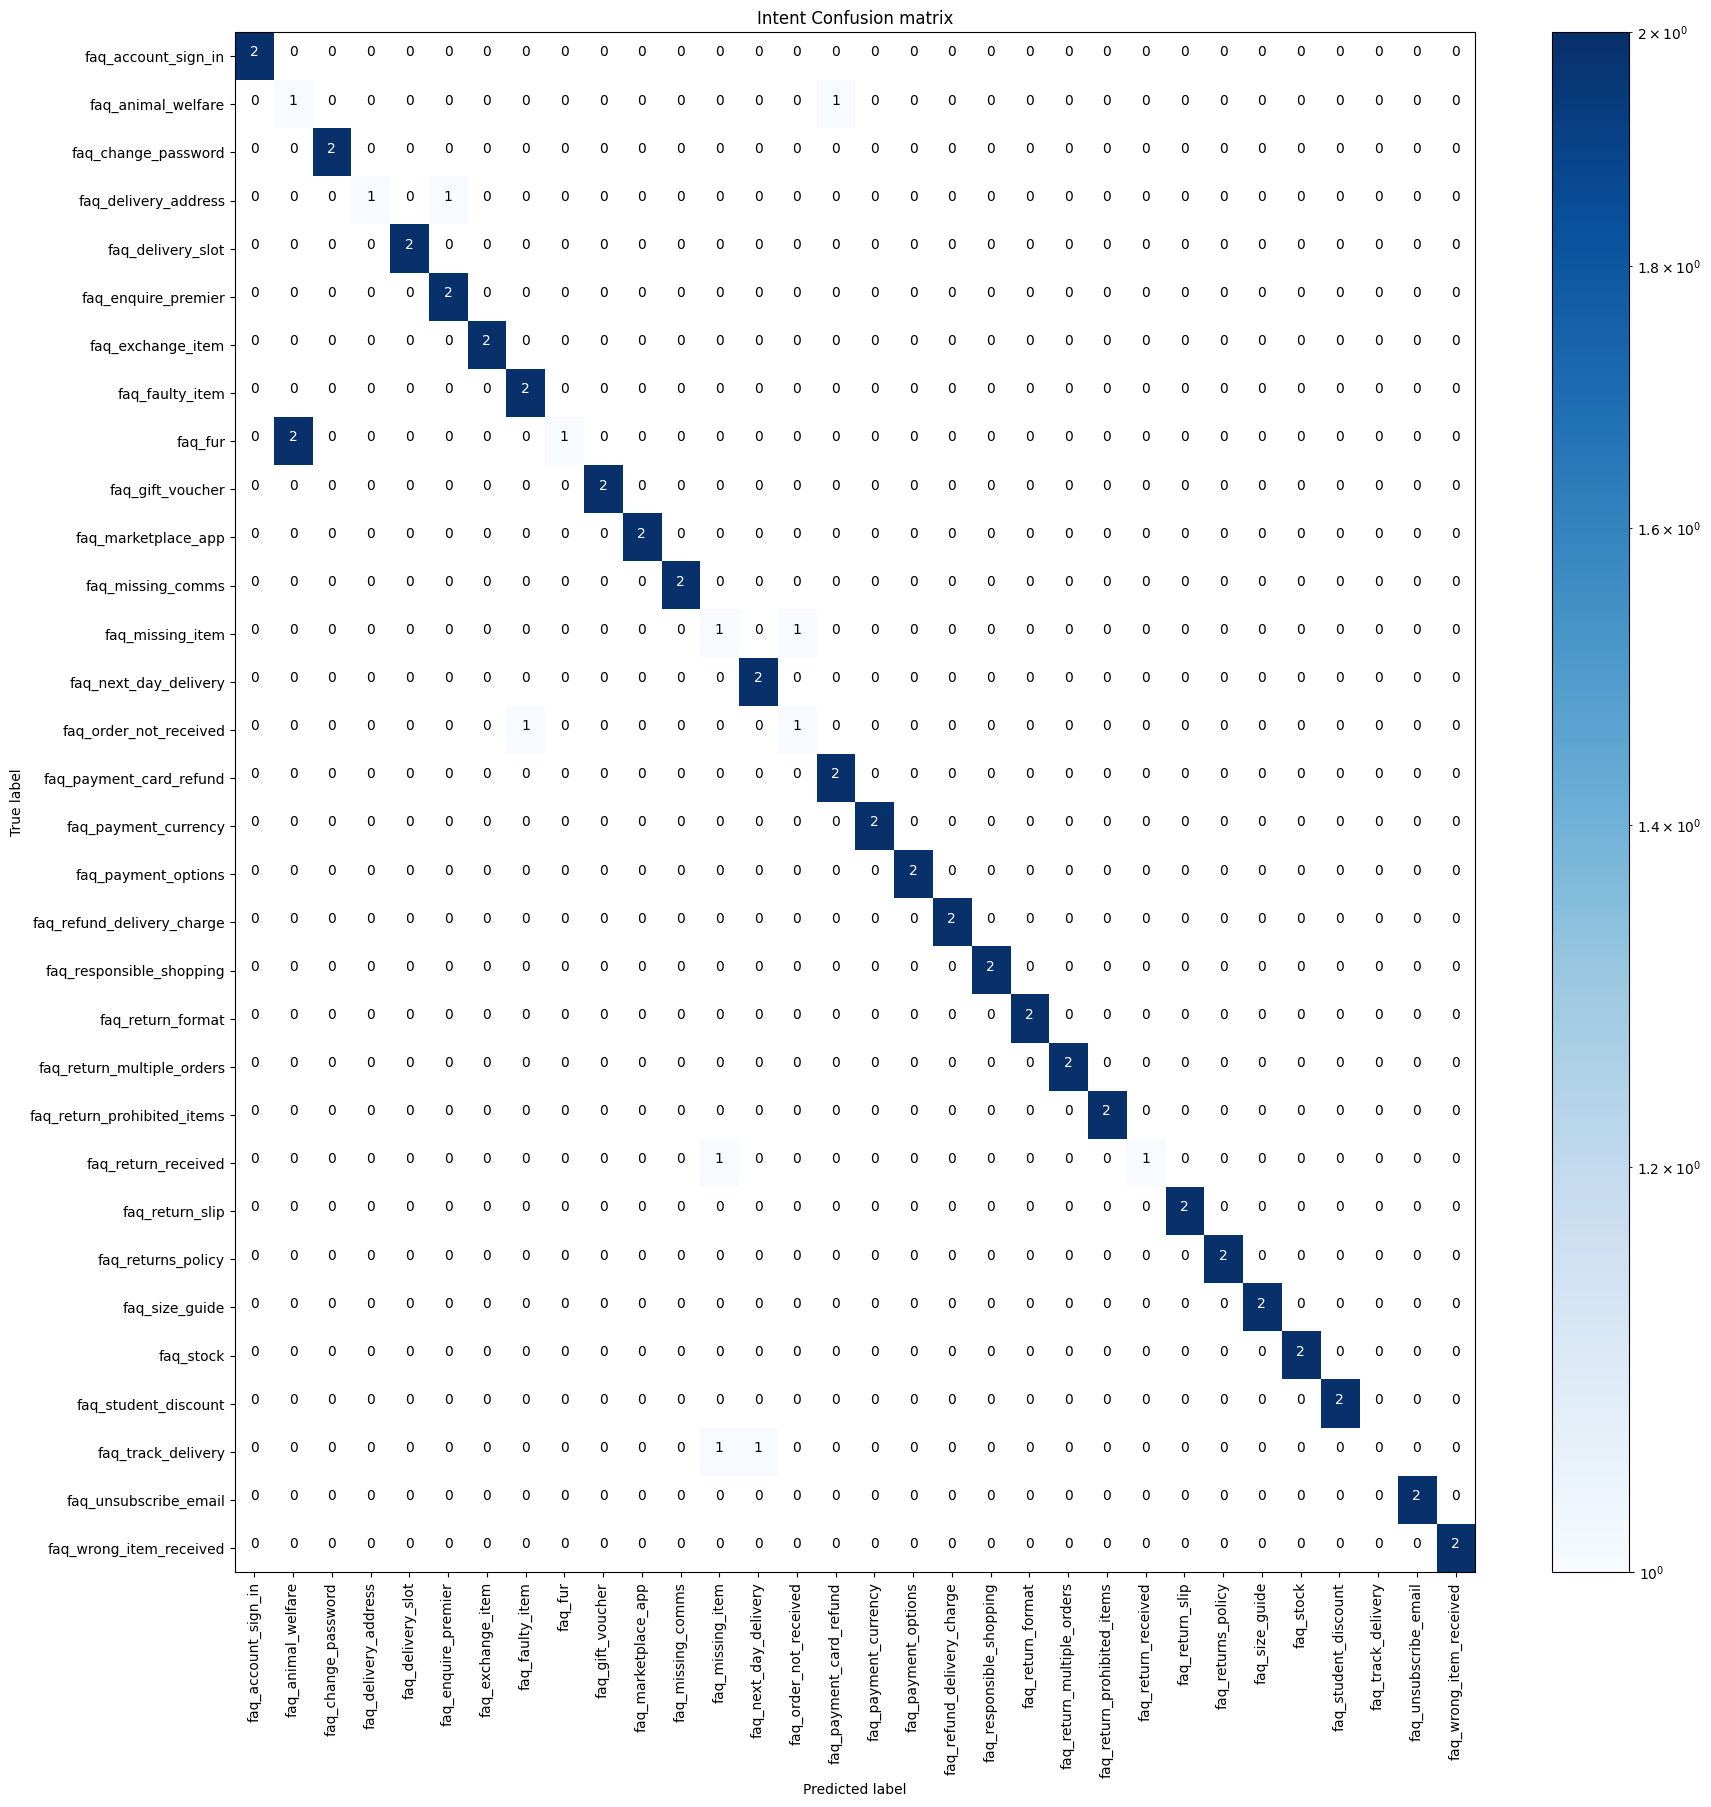 Intent Confusion matrix
faq_account_sign_in 2 0 0 0 0 0 0 0 0 0 0 0 0 0 0 0 0 0 0 0 0 0 0 0 0 0 0 0 0 0 0 0
faq_animal_welfare 0 1 0 0 0 0 0 0 0 0 0 0 0 0 0 1 0 0 0 0 0 0 0 0 0 0 0 0 0 0 0 0
faq_change_password 0 0 2 0 0 0 0 0 0 0 0 0 0 0 0 0 0 0 0 0 0 0 0 0 0 0 0 0 0 0 0 0
faq_delivery_address 0 0 0 1 0 1 0 0 0 0 0 0 0 0 0 0 0 0 0 0 0 0 0 0 0 0 0 0 0 0 0 0
faq_delivery_slot 0 0 0 0 2 0 0 0 0 0 0 0 0 0 0 0 0 0 0 0 0 0 0 0 0 0 0 0 0 0 0 0
faq_enquire_premier 0 0 0 0 0 2 0 0 0 0 0 0 0 0 0 0 0 0 0 0 0 0 0 0 0 0 0 0 0 0 0 0
faq_exchange_item 0 0 0 0 0 0 2 0 0 0 0 0 0 0 0 0 0 0 0 0 0 0 0 0 0 0 0 0 0 0 0 0
faq_faulty_item 0 0 0 0 0 0 0 2 0 0 0 0 0 0 0 0 0 0 0 0 0 0 0 0 0 0 0 0 0 0 0 0
faq_fur 0 2 0 0 0 0 0 0 1 0 0 0 0 0 0 0 0 0 0 0 0 0 0 0 0 0 0 0 0 0 0 0
faq_gift_voucher 0 0 0 0 0 0 0 0 0 2 0 0 0 0 0 0 0 0 0 0 0 0 0 0 0 0 0 0 0 0 0 0
faq_marketplace_app 0 0 0 0 0 0 0 0 0 0 2 0 0 0 0 0 0 0 0 0 0 0 0 0 0 0 0 0 0 0 0 0
faq_missing_comms 0 0 0 0 0 0 0 0 0 0 0 2 0 0 0 0 0 0 0 0 0 0 0 0 0 0 0 0 0 0 0 0
faq_missing_item 0 0 0 0 0 0 0 0 0 0 0 0 1 0 1 0 0 0 0 0 0 0 0 0 0 0 0 0 0 0 0 0
faq_next_day_delivery 0 0 0 0 0 0 0 0 0 0 0 0 0 2 0 0 0 0 0 0 0 0 0 0 0 0 0 0 0 0 0 0
faq_order_not_received 0 0 0 0 0 0 0 1 0 0 0 0 0 0 1 0 0 0 0 0 0 0 0 0 0 0 0 0 0 0 0 0
faq_payment_card_refund 0 0 0 0 0 0 0 0 0 0 0 0 0 0 0 2 0 0 0 0 0 0 0 0 0 0 0 0 0 0 0 0
faq_payment_currency 0 0 0 0 0 0 0 0 0 0 0 0 0 0 0 0 2 0 0 0 0 0 0 0 0 0 0 0 0 0 0 0
faq_payment_options 0 0 0 0 0 0 0 0 0 0 0 0 0 0 0 0 0 2 0 0 0 0 0 0 0 0 0 0 0 0 0 0
faq_refund_delivery_charge 0 0 0 0 0 0 0 0 0 0 0 0 0 0 0 0 0 0 2 0 0 0 0 0 0 0 0 0 0 0 0 0
faq_responsible_shopping 0 0 0 0 0 0 0 0 0 0 0 0 0 0 0 0 0 0 0 2 0 0 0 0 0 0 0 0 0 0 0 0
faq_return_format 0 0 0 0 0 0 0 0 0 0 0 0 0 0 0 0 0 0 0 0 2 0 0 0 0 0 0 0 0 0 0 0
faq_return_multiple_orders 0 0 0 0 0 0 0 0 0 0 0 0 0 0 0 0 0 0 0 0 0 2 0 0 0 0 0 0 0 0 0 0
faq_return_prohibited_items 0 0 0 0 0 0 0 0 0 0 0 0 0 0 0 0 0 0 0 0 0 0 2 0 0 0 0 0 0 0 0 0
faq_return_received 0 0 0 0 0 0 0 0 0 0 0 0 1 0 0 0 0 0 0 0 0 0 0 1 0 0 0 0 0 0 0 0
faq_return_slip 0 0 0 0 0 0 0 0 0 0 0 0 0 0 0 0 0 0 0 0 0 0 0 0 2 0 0 0 0 0 0 0
faq_returns_policy 0 0 0 0 0 0 0 0 0 0 0 0 0 0 0 0 0 0 0 0 0 0 0 0 0 2 0 0 0 0 0 0
faq_size_guide 0 0 0 0 0 0 0 0 0 0 0 0 0 0 0 0 0 0 0 0 0 0 0 0 0 0 2 0 0 0 0 0
faq_stock 0 0 0 0 0 0 0 0 0 0 0 0 0 0 0 0 0 0 0 0 0 0 0 0 0 0 0 2 0 0 0 0
faq_student_discount 0 0 0 0 0 0 0 0 0 0 0 0 0 0 0 0 0 0 0 0 0 0 0 0 0 0 0 0 2 0 0 0
faq_track_delivery 0 0 0 0 0 0 0 0 0 0 0 0 1 1 0 0 0 0 0 0 0 0 0 0 0 0 0 0 0 0 0 0
faq_unsubscribe_email 0 0 0 0 0 0 0 0 0 0 0 0 0 0 0 0 0 0 0 0 0 0 0 0 0 0 0 0 0 0 2 0
faq_wrong_item_received 0 0 0 0 0 0 0 0 0 0 0 0 0 0 0 0 0 0 0 0 0 0 0 0 0 0 0 0 0 0 0 2
True label
faq_account_sign_in
faq_animal_welfare
faq_change_password
faq_delivery_address
faq_delivery_slot
faq_enquire_premier
faq_exchange_item
faq_faulty_item
faq_fur
faq_gift_voucher
faq_marketplace_app
faq_missing_comms
faq_missing_item
faq_next_day_delivery
faq_order_not_received
faq_payment_card_refund
faq_payment_currency
faq_payment_options
faq_refund_delivery_charge
faq_responsible_shopping
faq_return_format
faq_return_multiple_orders
faq_return_prohibited_items
faq_return_received
faq_return_slip
faq_returns_policy
faq_size_guide
faq_stock
faq_student_discount
faq_track_delivery
faq_unsubscribe_email
faq_wrong_item_received
Predicted label
2 × 10⁰
1.8 × 10⁰
1.6 × 10⁰
1.4 × 10⁰
1.2 × 10⁰
10⁰